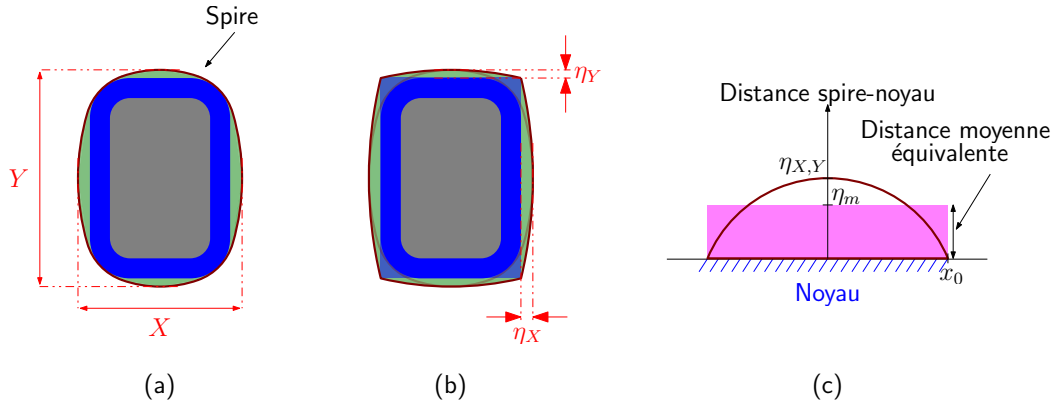 Spire
Y
X
(a)
η_Y
η_X
(b)
Distance spire-noyau
Distance moyenne
équivalente
η_{X,Y}
η_m
x_0
Noyau
(c)